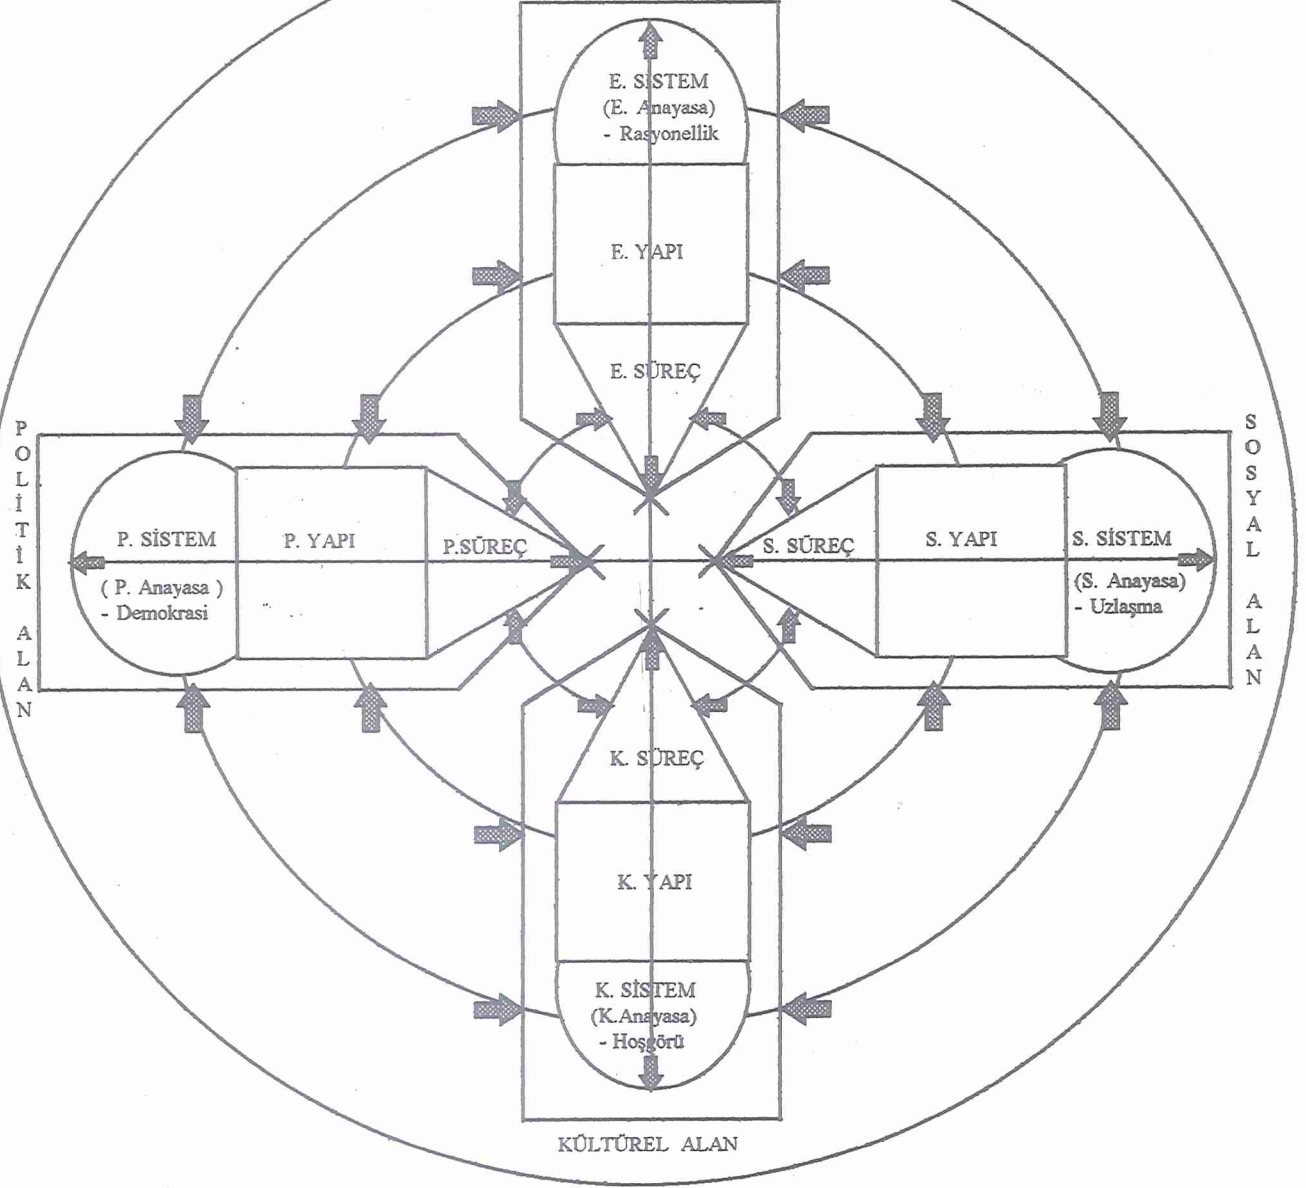 E. SİSTEM
(E. Anayasa)
- Rasyonellik
E. YAPI
E. SÜREÇ
POLİTİK ALAN
P. SİSTEM
( P. Anayasa )
- Demokrasi
P. YAPI
P.SÜREÇ
S. SÜREÇ
S. YAPI
S. SİSTEM
(S. Anayasa)
- Uzlaşma
SOSYAL ALAN
K. SÜREÇ
K. YAPI
K. SİSTEM
(K.Anayasa)
- Hoşgörü
KÜLTÜREL ALAN